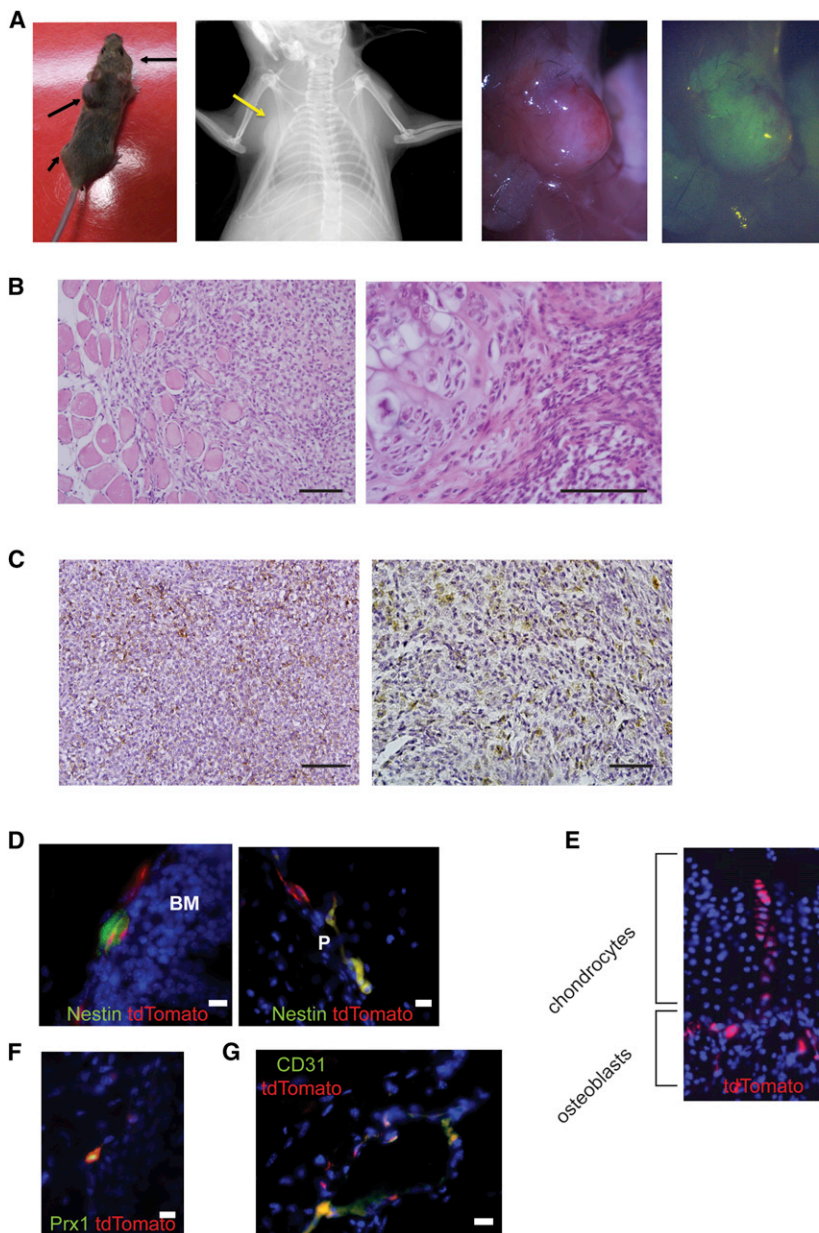 A
B
C
D
BM
Nestin tdTomato
P
Nestin tdTomato
E
chondrocytes
osteoblasts
tdTomato
F
Prx1 tdTomato
G
CD31
tdTomato